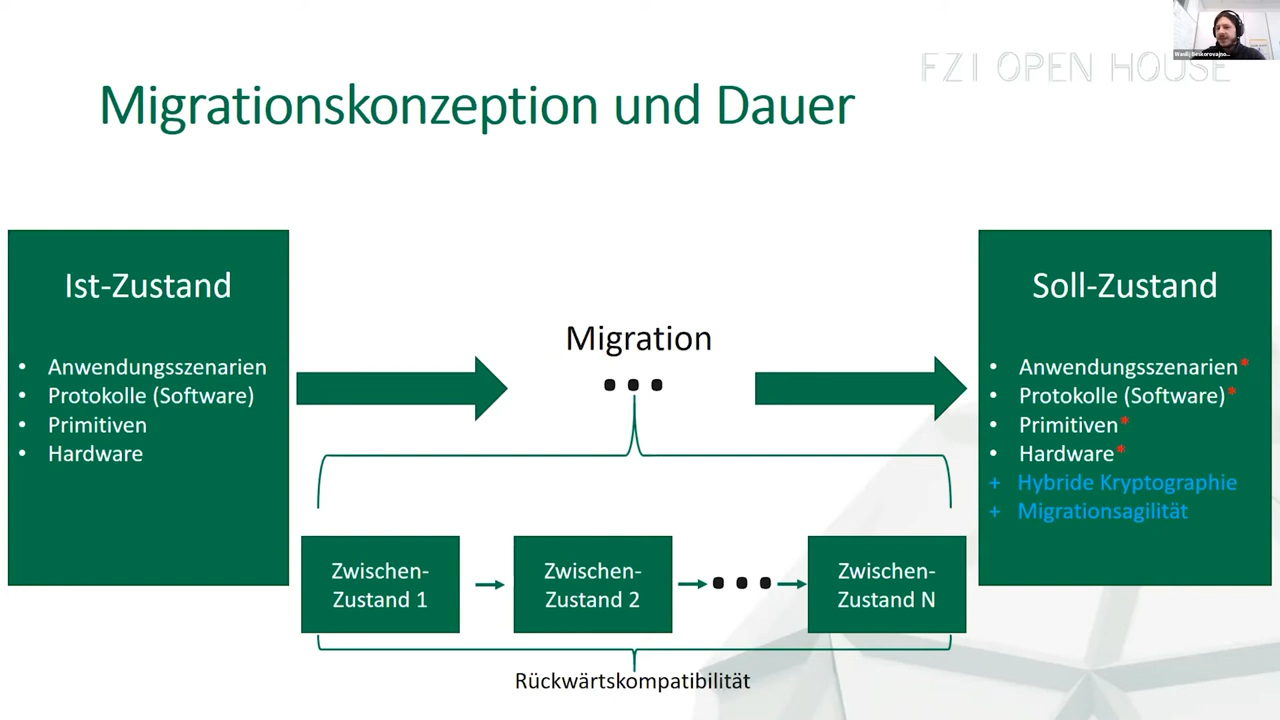 FZI OPEN HOUSE
Migrationskonzeption und Dauer
Ist-Zustand
• Anwendungsszenarien
• Protokolle (Software)
• Primitiven
• Hardware
Migration
Soll-Zustand
• Anwendungsszenarien*
• Protokolle (Software)*
• Primitiven*
• Hardware*
+ Hybride Kryptographie
+ Migrationsagilität
Zwischen-
Zustand 1
Zwischen-
Zustand 2
Zwischen-
Zustand N
Rückwärtskompatibilität